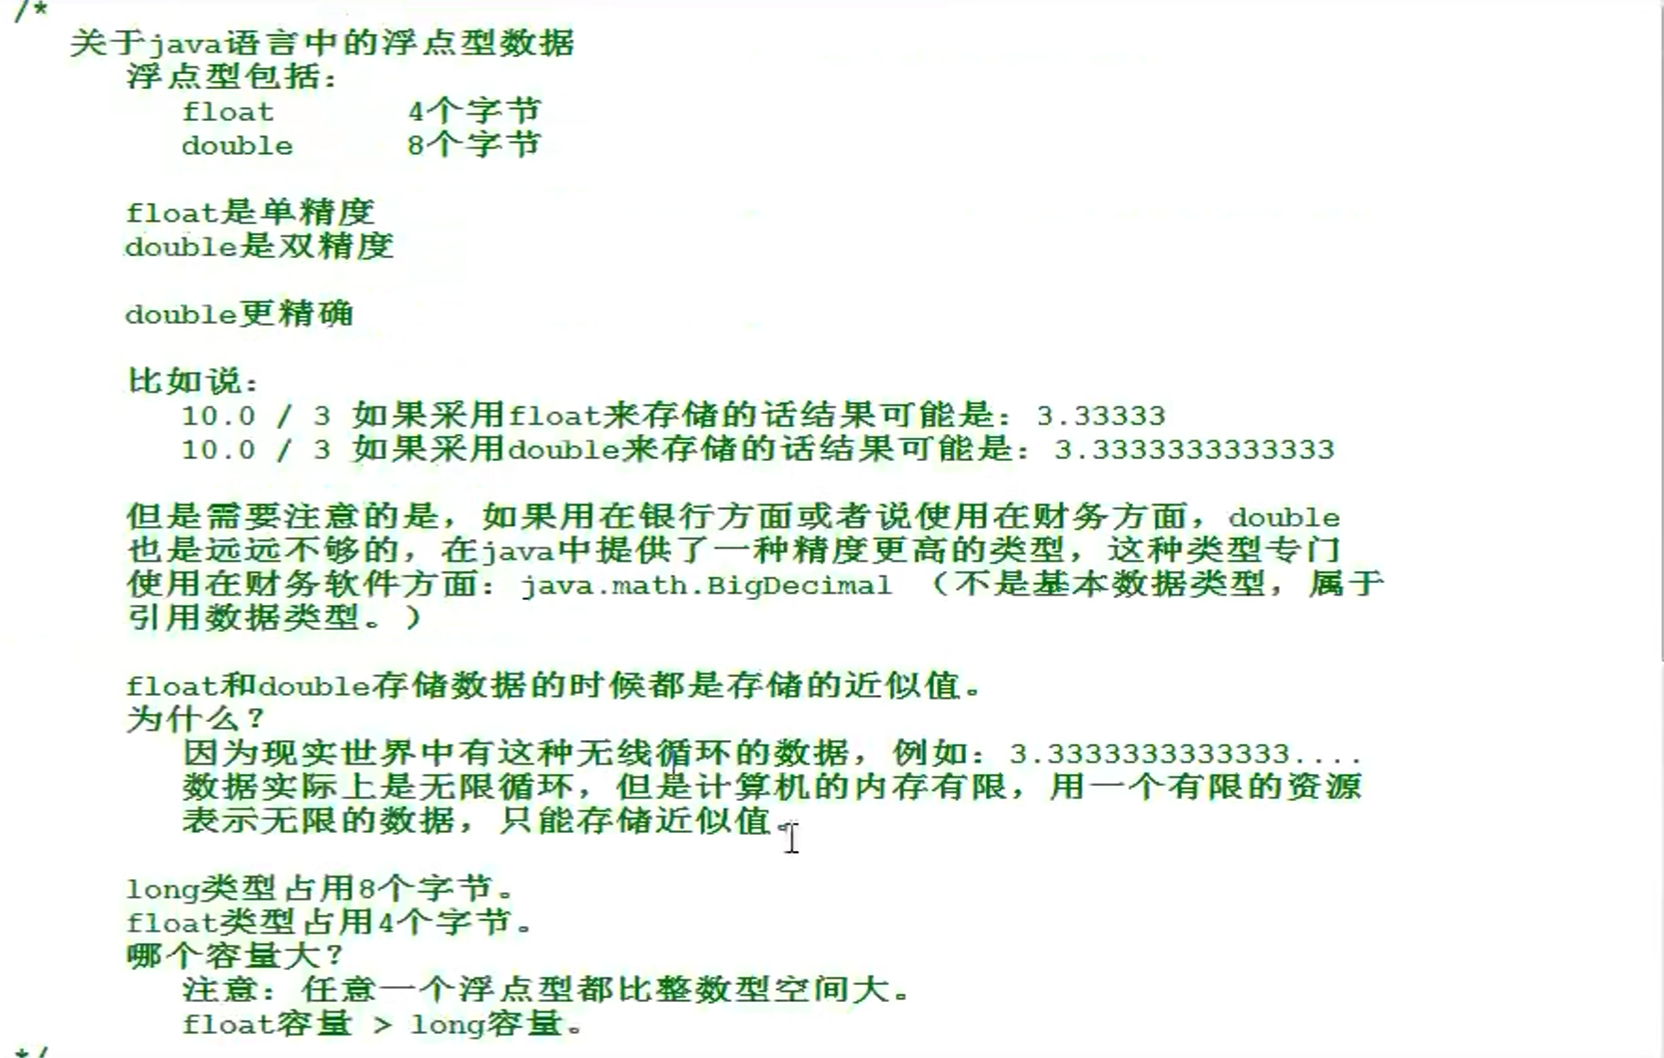 /*
关于java语言中的浮点型数据
浮点型包括：
float 4个字节
double 8个字节
float是单精度
double是双精度
double更精确
比如说：
10.0 / 3 如果采用float来存储的话结果可能是：3.33333
10.0 / 3 如果采用double来存储的话结果可能是：3.3333333333333
但是需要注意的是，如果用在银行方面或者说使用在财务方面，double
也是远远不够的，在java中提供了一种精度更高的类型，这种类型专门
使用在财务软件方面：java.math.BigDecimal （不是基本数据类型，属于
引用数据类型。）
float和double存储数据的时候都是存储的近似值。
为什么？
因为现实世界中有这种无线循环的数据，例如：3.3333333333333....
数据实际上是无限循环，但是计算机的内存有限，用一个有限的资源
表示无限的数据，只能存储近似值。
long类型占用8个字节。
float类型占用4个字节。
哪个容量大？
注意：任意一个浮点型都比整数型空间大。
float容量 > long容量。
*/